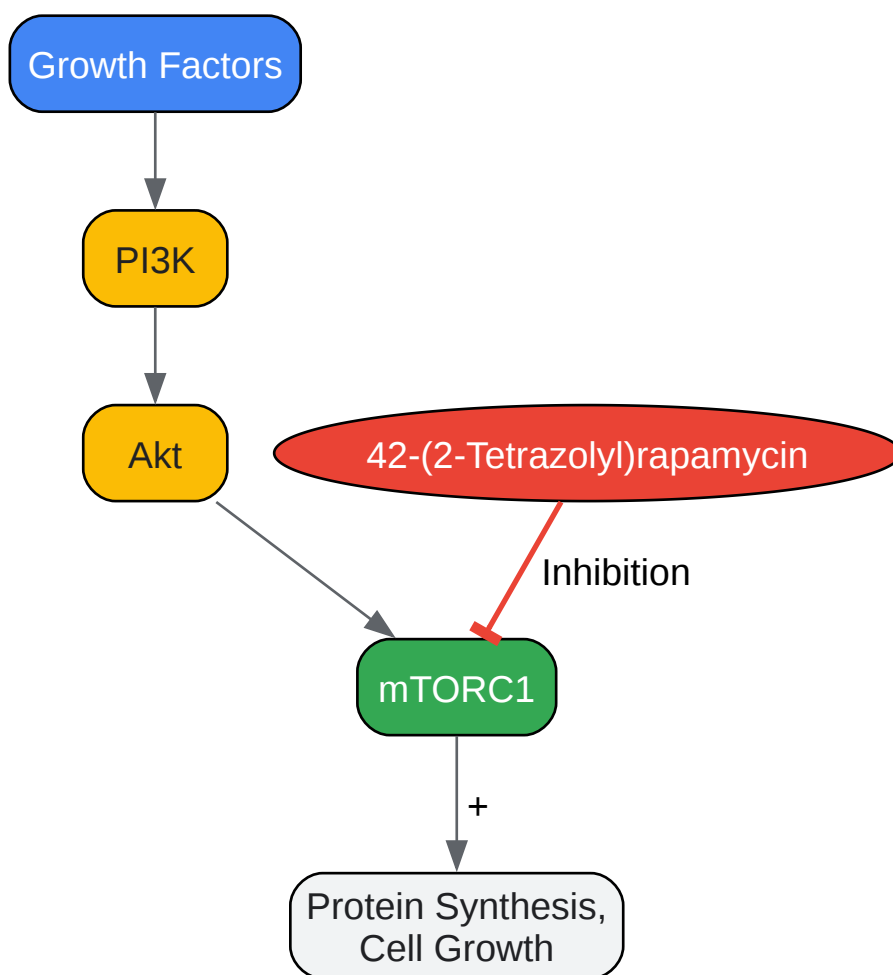 Growth Factors
PI3K
Akt
42-(2-Tetrazolyl)rapamycin
Inhibition
mTORC1
+
Protein Synthesis,
Cell Growth